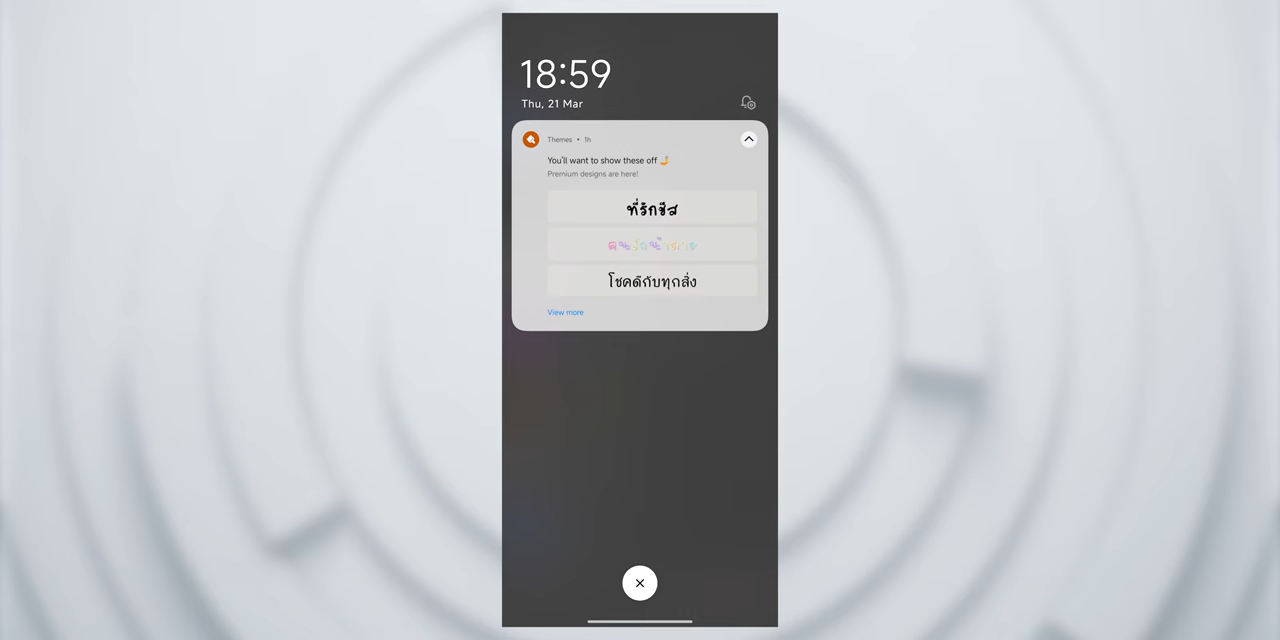 18:59
Thu, 21 Mar
Themes • 1h
You'll want to show these off 🤳
Premium designs are here!
ที่รักชีส
โชคดีกับทุกสิ่ง
View more